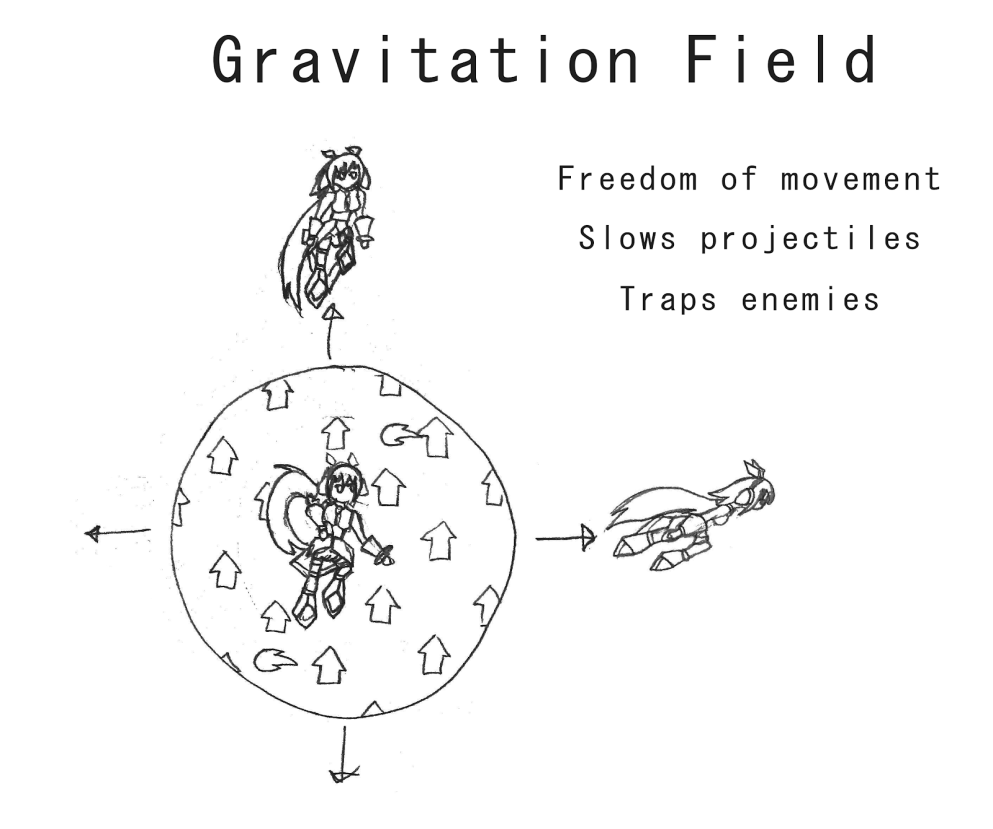 Gravitation Field
Freedom of movement
Slows projectiles
Traps enemies